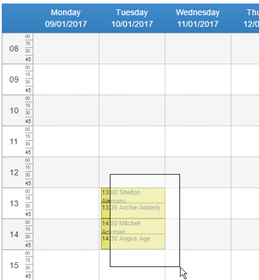 Monday Tuesday Wednesday Thu
09/01/2017 10/01/2017 11/01/2017 12/0
08 00 15 30 45
09 00 15 30 45
10 00 15 30 45
11 00 15 30 45
12 00 15 30 45
13 00 15 30 45
13:00 Shelton
13:30 Archie Adderly
14 00 15 30 45
14:00 Mitchell
14:30 Angus Age
15 00 15 30 45